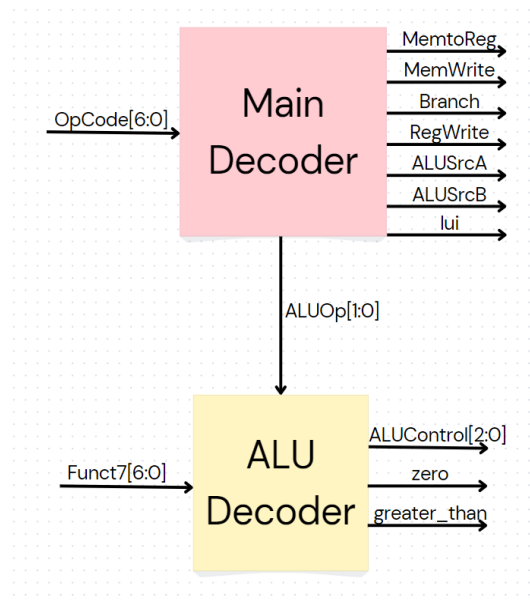 MemtoReg
MemWrite
Branch
RegWrite
ALUSrcA
ALUSrcB
lui
OpCode[6:0]
Main
Decoder
ALUOp[1:0]
ALUControl[2:0]
zero
greater_than
Funct7[6:0]
ALU
Decoder